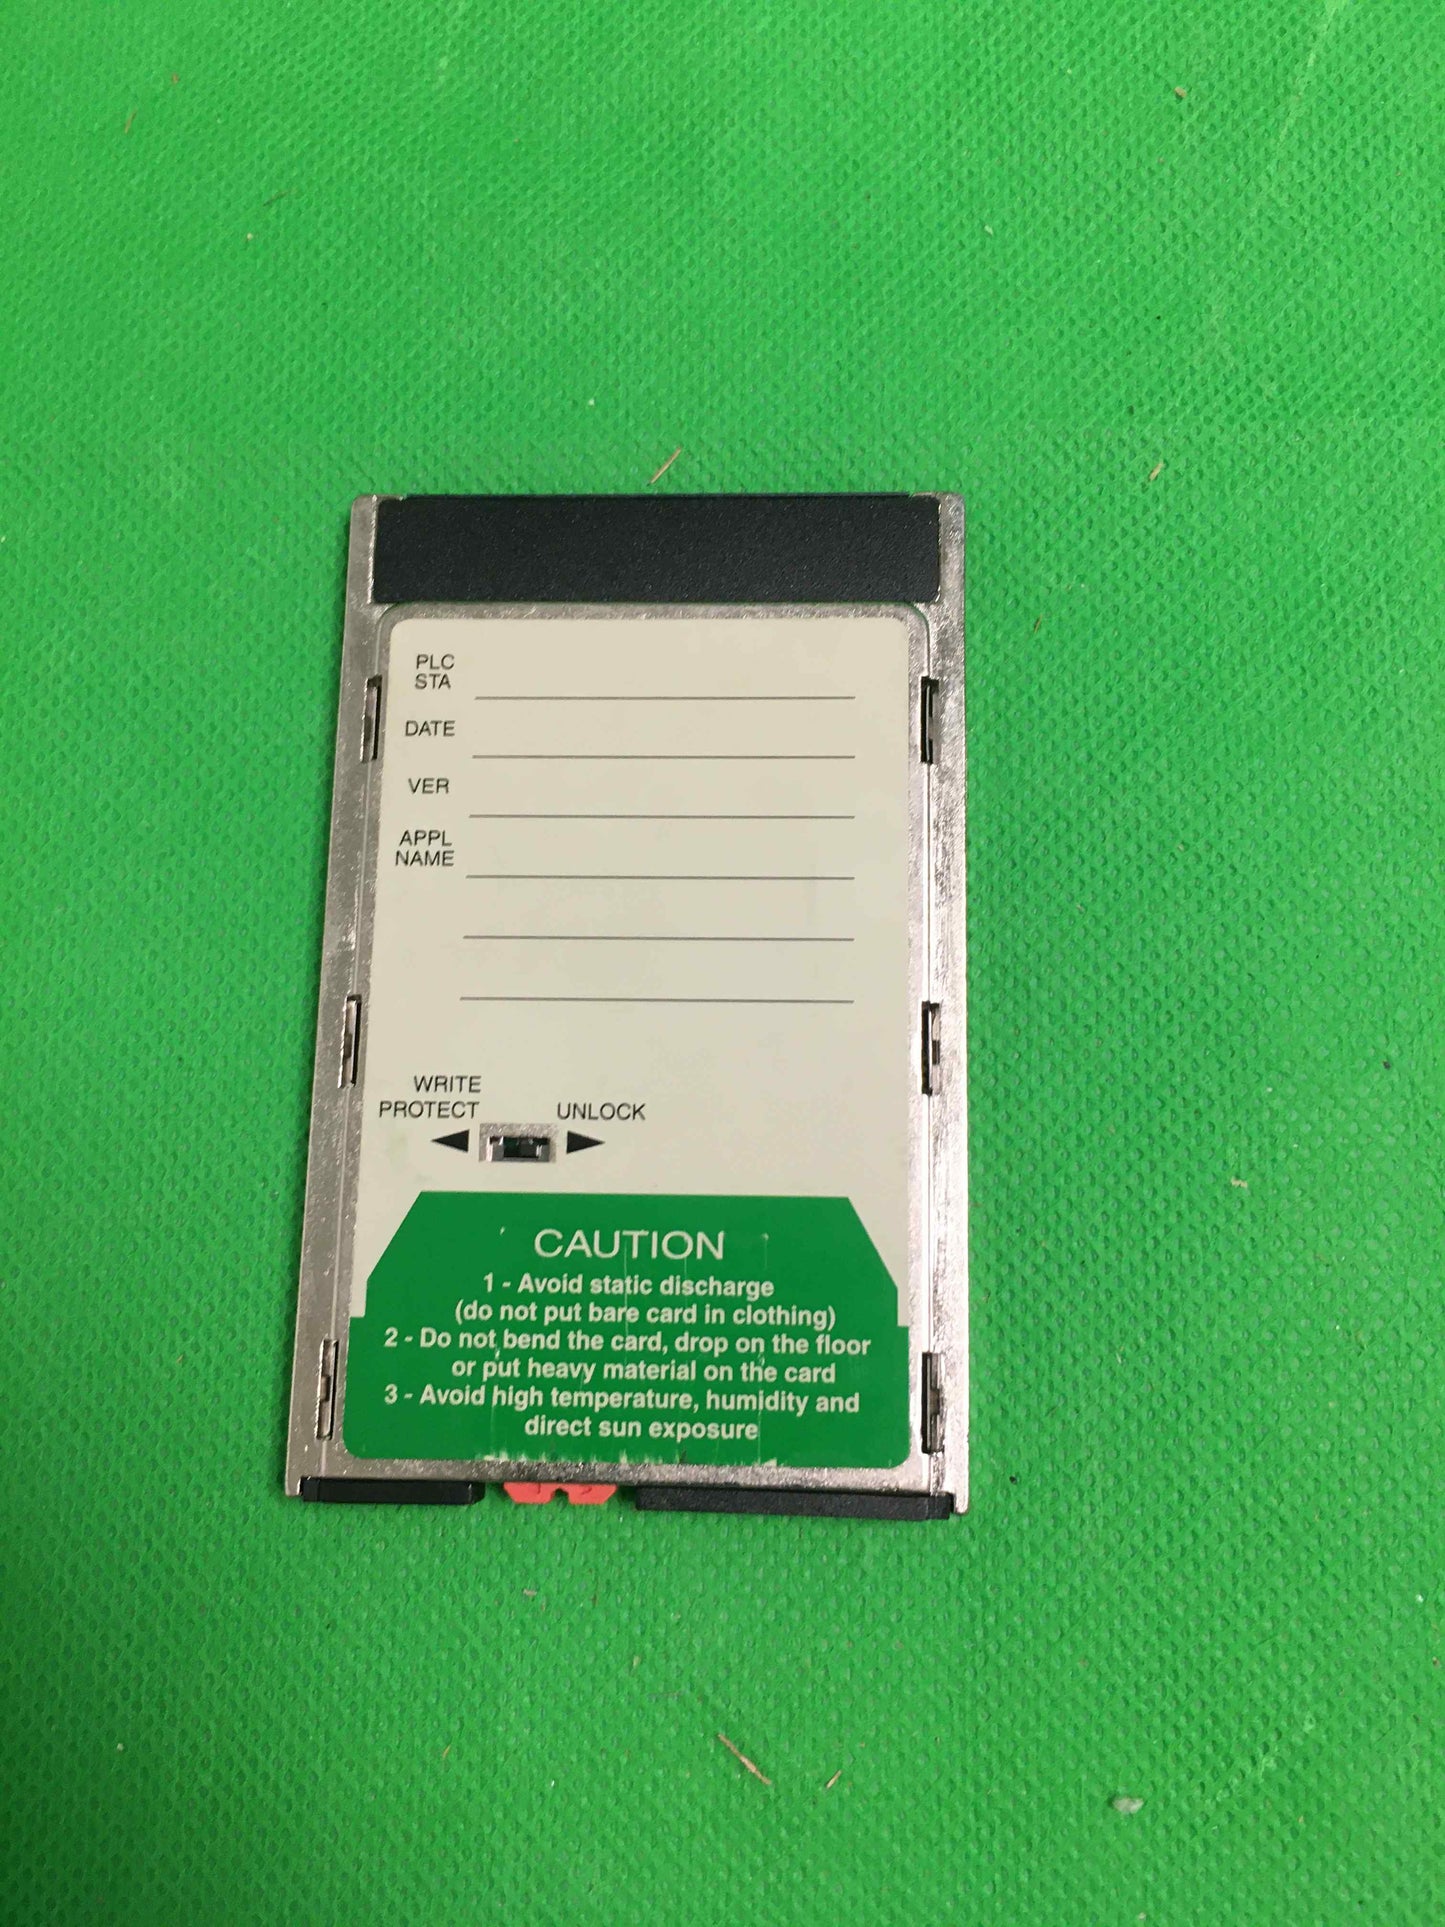 PLC
STA
DATE
VER
APPL
NAME
WRITE
PROTECT UNLOCK
CAUTION
1 - Avoid static discharge
(do not put bare card in clothing)
2 - Do not bend the card, drop on the floor
or put heavy material on the card
3 - Avoid high temperature, humidity and
direct sun exposure